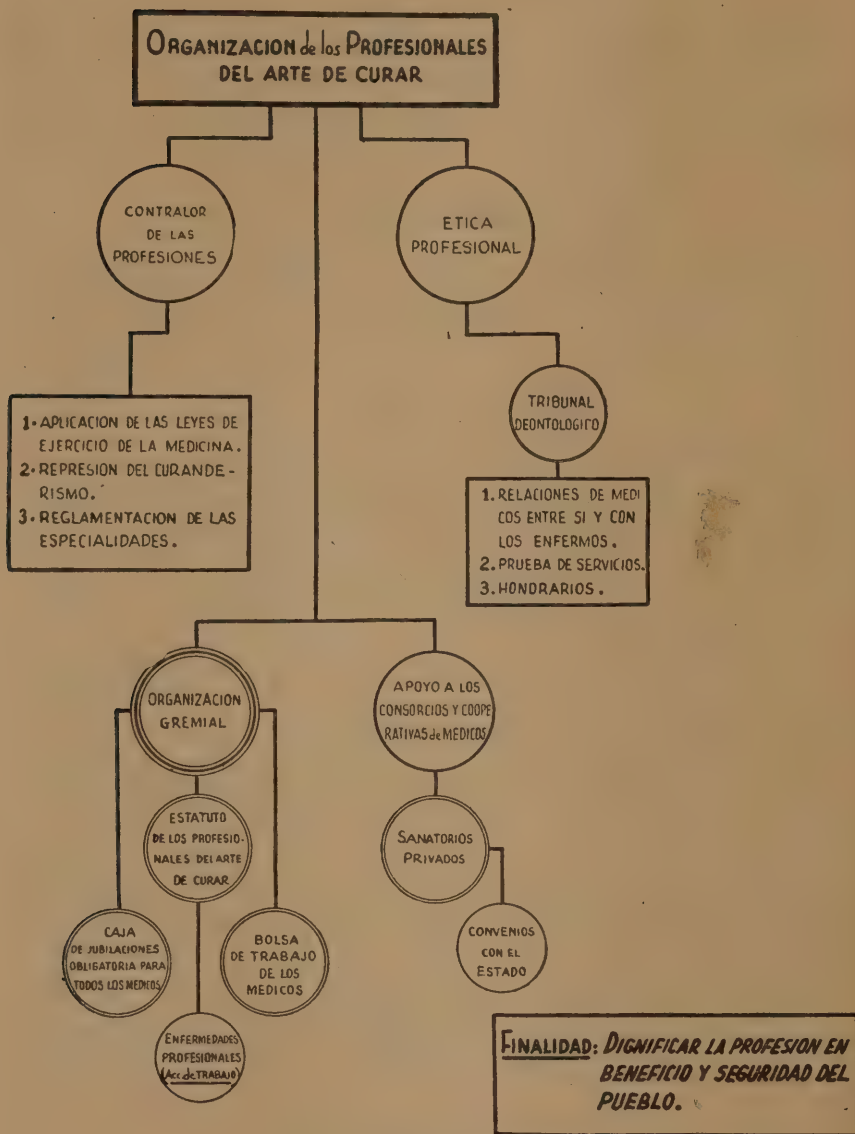 ORGANIZACION de los PROFESIONALES
DEL ARTE DE CURAR
CONTRALOR
DE LAS
PROFESIONES
ETICA
PROFESIONAL
1. APLICACION DE LAS LEYES DE
EJERCICIO DE LA MEDICINA.
2. REPRESION DEL CURANDE-
RISMO.
3. REGLAMENTACION DE LAS
ESPECIALIDADES.
TRIBUNAL
DEONTOLOGICO
1. RELACIONES DE MEDI
COS ENTRE SI Y CON
LOS ENFERMOS.
2. PRUEBA DE SERVICIOS.
3. HONDRARIOS.
ORGANIZACION
GREMIAL
APOYO A LOS
CONSORCIOS Y COOPE
RATIVAS de MEDICOS
ESTATUTO
DE LOS PROFESIO-
NALES DEL ARTE
DE CURAR
SANATORIOS
PRIVADOS
CAJA
DE JUBILACIONES
OBLIGATORIA PARA
TODOS LOS MEDICOS
BOLSA
DE TRABAJO
DE LOS
MEDICOS
CONVENIOS
CON EL
ESTADO
ENFERMEDADES
PROFESIONALES
(Acc. de TRABAJO)
FINALIDAD: DIGNIFICAR LA PROFESION EN
BENEFICIO Y SEGURIDAD DEL
PUEBLO.